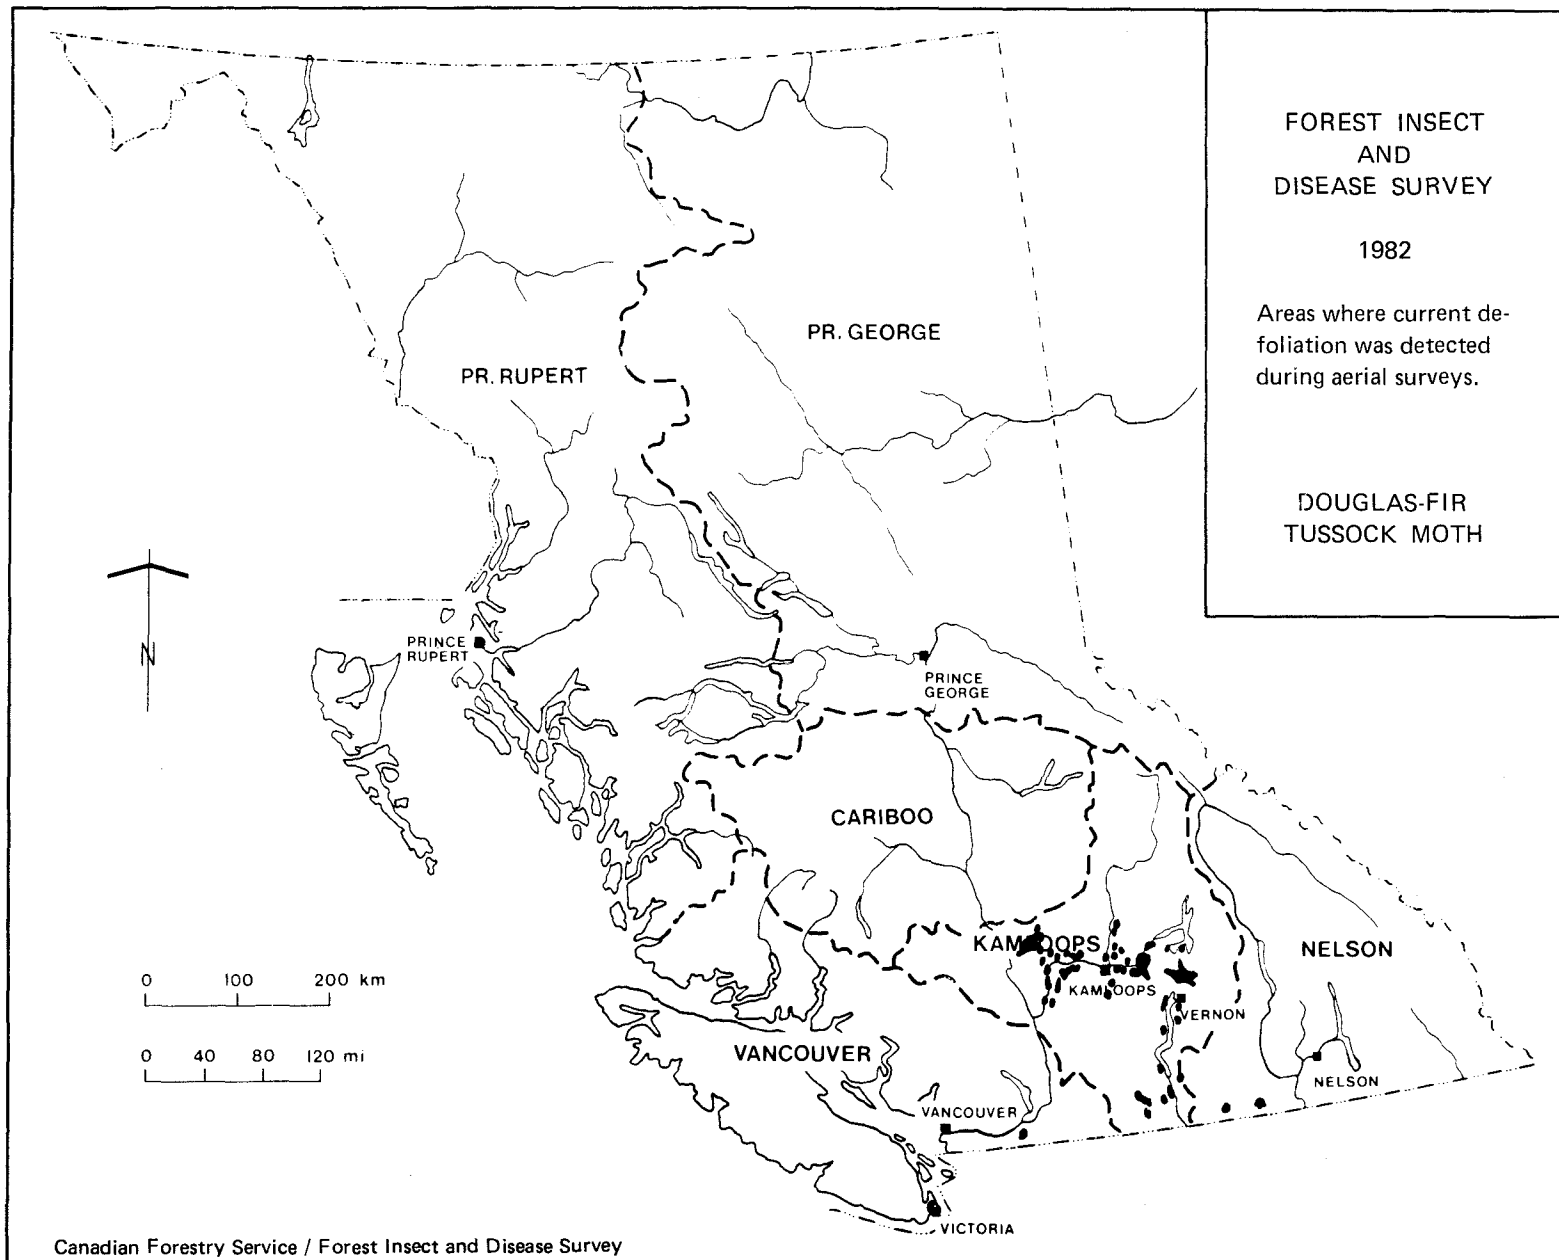 FOREST INSECT
AND
DISEASE SURVEY
1982
Areas where current de-
foliation was detected
during aerial surveys.
DOUGLAS-FIR
TUSSOCK MOTH
PR. GEORGE
PR. RUPERT
N
PRINCE
RUPERT
PRINCE
GEORGE
CARIBOO
KAMLOOPS
NELSON
KAMLOOPS
VERNON
0 100 200 km
0 40 80 120 mi
VANCOUVER
NELSON
VANCOUVER
VICTORIA
Canadian Forestry Service / Forest Insect and Disease Survey